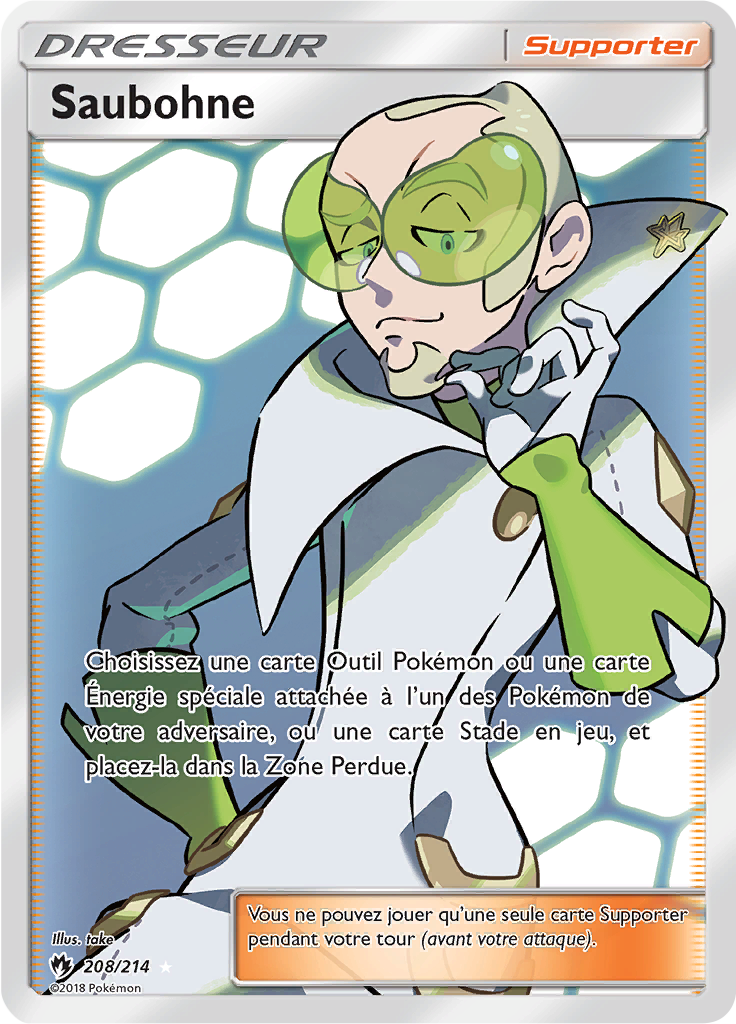 DRESSEUR
Supporter
Saubohne
Choisissez une carte Outil Pokémon ou une carte
Énergie spéciale attachée à l'un des Pokémon de
votre adversaire, ou une carte Stade en jeu, et
placez-la dans la Zone Perdue.
Vous ne pouvez jouer qu'une seule carte Supporter
pendant votre tour (avant votre attaque).
Illus. take
208/214
©2018 Pokémon